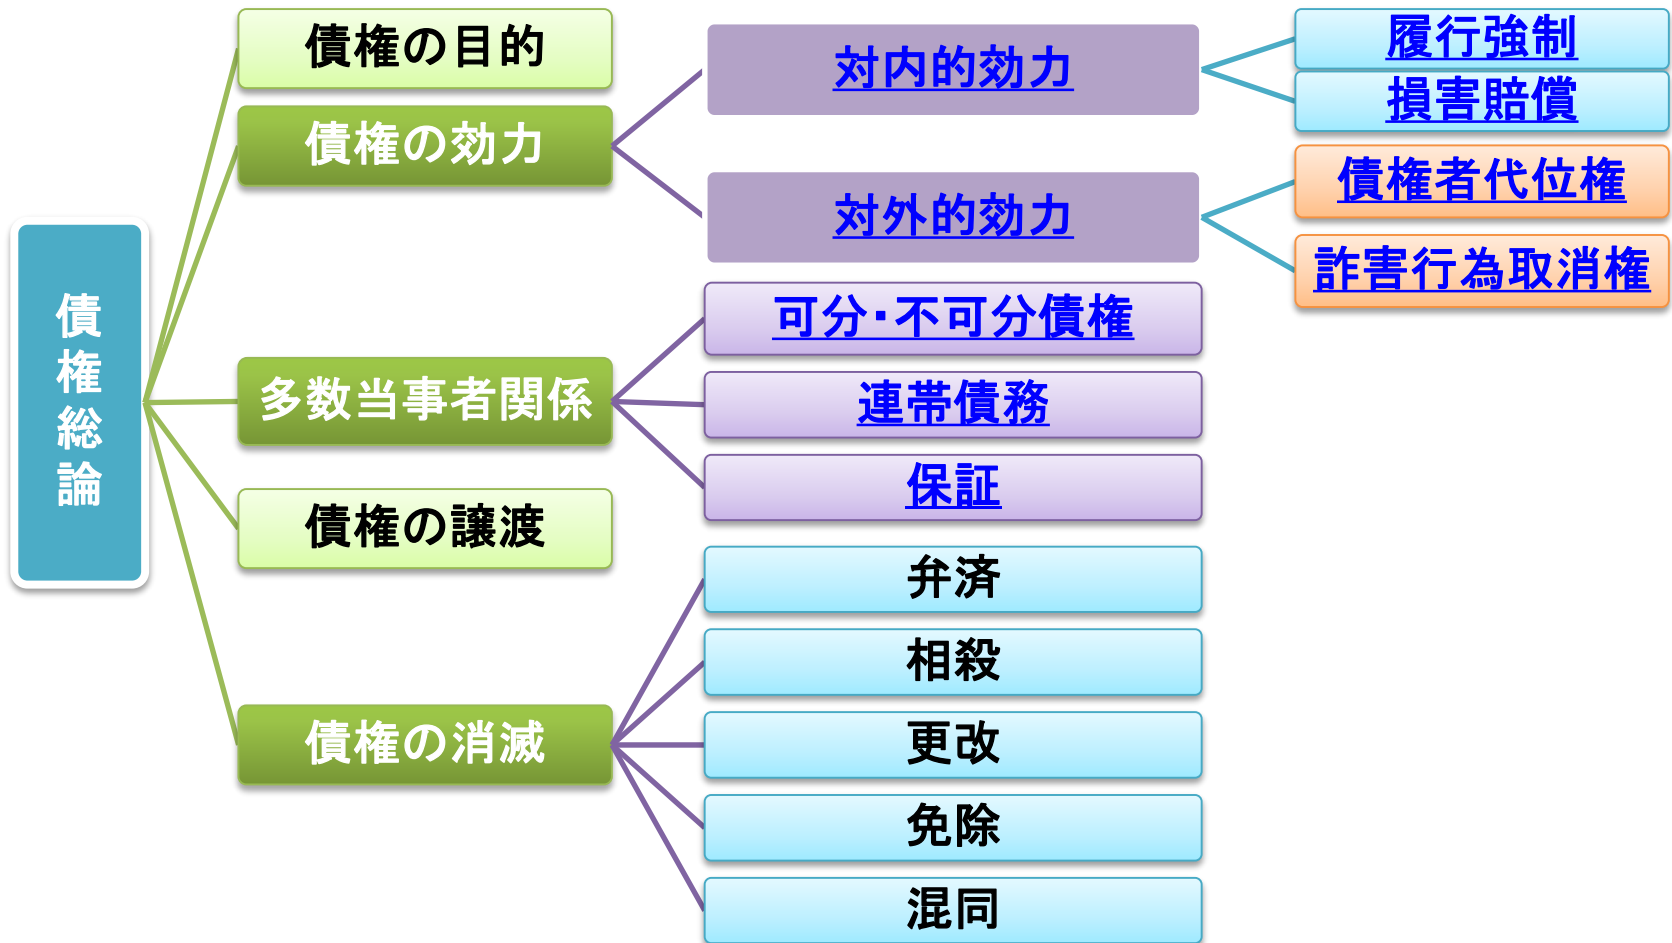 債権総論
債権の目的
債権の効力
対内的効力
履行強制
損害賠償
対外的効力
債権者代位権
詐害行為取消権
多数当事者関係
可分・不可分債権
連帯債務
保証
債権の譲渡
債権の消滅
弁済
相殺
更改
免除
混同